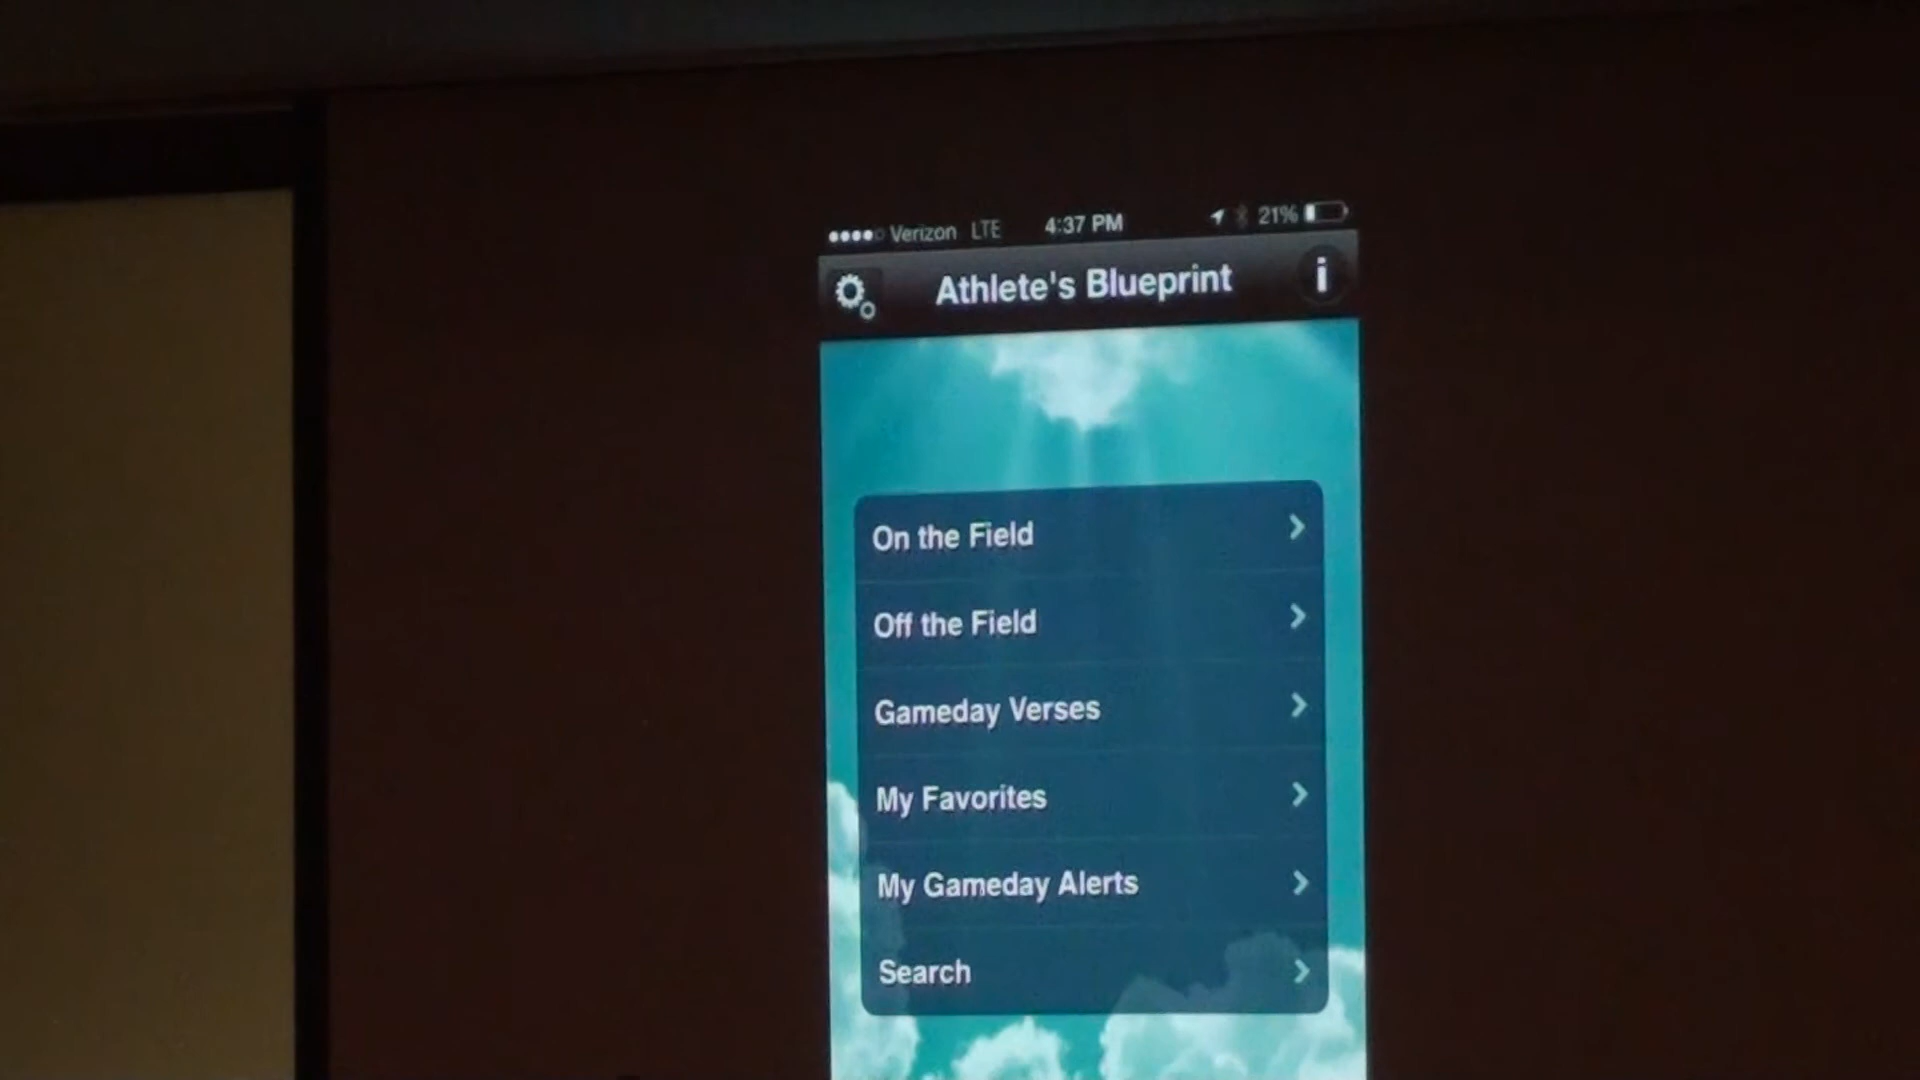 Verizon LTE 4:37 PM 21%
Athlete's Blueprint i
On the Field
Off the Field
Gameday Verses
My Favorites
My Gameday Alerts
Search